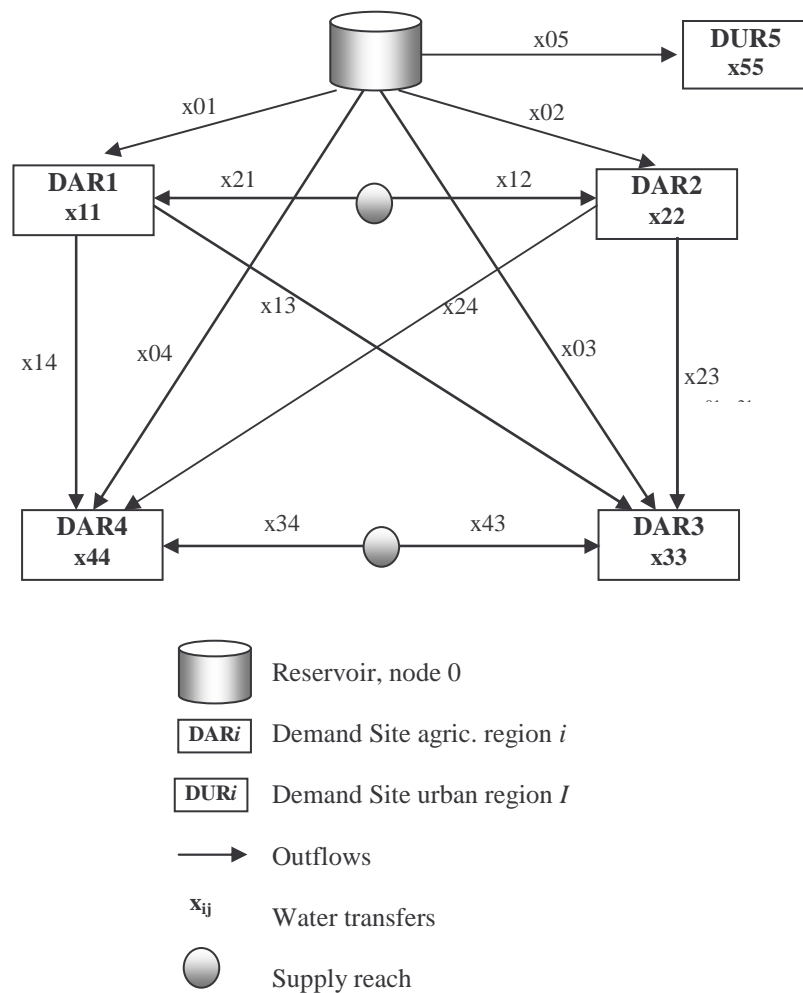 x05
DUR5
x55
x01
x02
DAR1
x11
x21
x12
DAR2
x22
x13
x24
x14
x04
x03
x23
DAR4
x44
x34
x43
DAR3
x33
Reservoir, node 0
DARi
Demand Site agric. region i
DURi
Demand Site urban region I
Outflows
xij
Water transfers
Supply reach